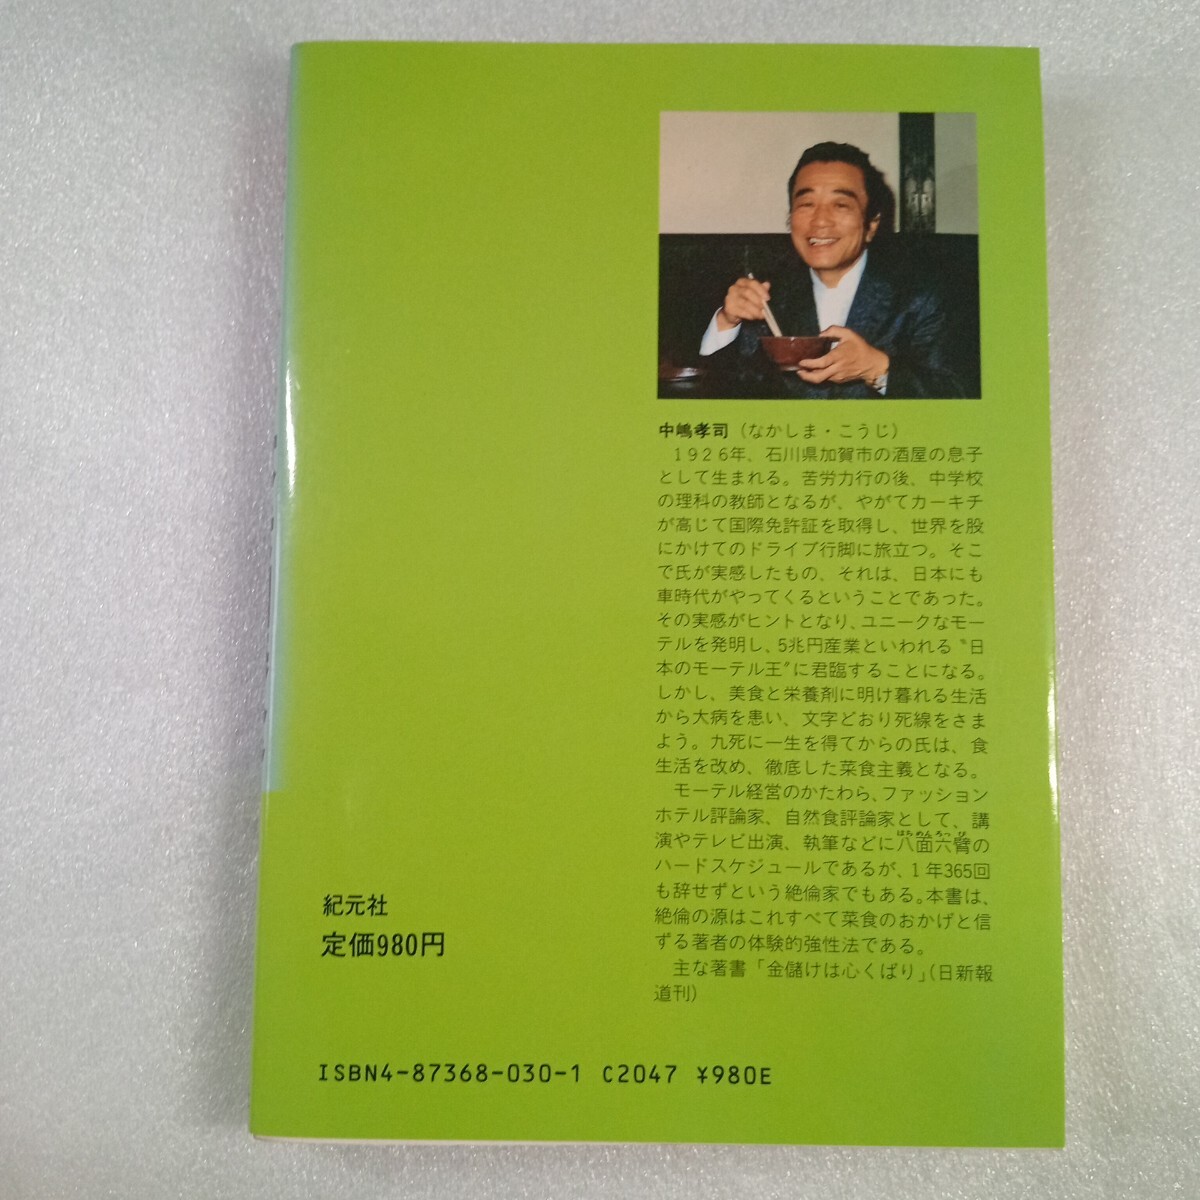 中嶋孝司（なかしま・こうじ）
1926年、石川県加賀市の酒屋の息子
として生まれる。苦労力行の後、中学校
の理科の教師となるが、やがてカーキチ
が高じて国際免許証を取得し、世界を股
にかけてのドライブ行脚に旅立つ。そこ
で氏が実感したもの、それは、日本にも
車時代がやってくるということであった。
その実感がヒントとなり、ユニークなモー
テルを発明し、5兆円産業といわれる〝日
本のモーテル王〟に君臨することになる。
しかし、美食と栄養剤に明け暮れる生活
から大病を患い、文字どおり死線をさま
よう。九死に一生を得てからの氏は、食
生活を改め、徹底した菜食主義となる。
モーテル経営のかたわら、ファッション
ホテル評論家、自然食評論家として、講
演やテレビ出演、執筆などに八面六臂の
はちめんろっぴ
ハードスケジュールであるが、1年365回
も辞せずという絶倫家でもある。本書は、
絶倫の源はこれすべて菜食のおかげと信
ずる著者の体験的強性法である。
主な著書「金儲けは心くばり」(日新報
道刊)
紀元社
定価980円
ISBN4-87368-030-1 C2047 ¥980E